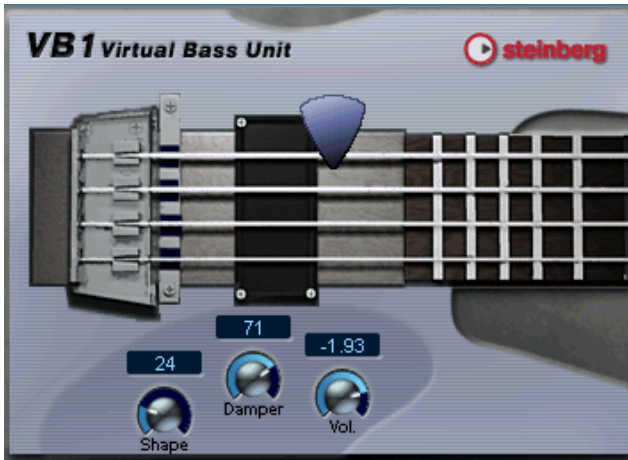 VB1 Virtual Bass Unit
steinberg
71
-1.93
24
Damper
Vol.
Shape